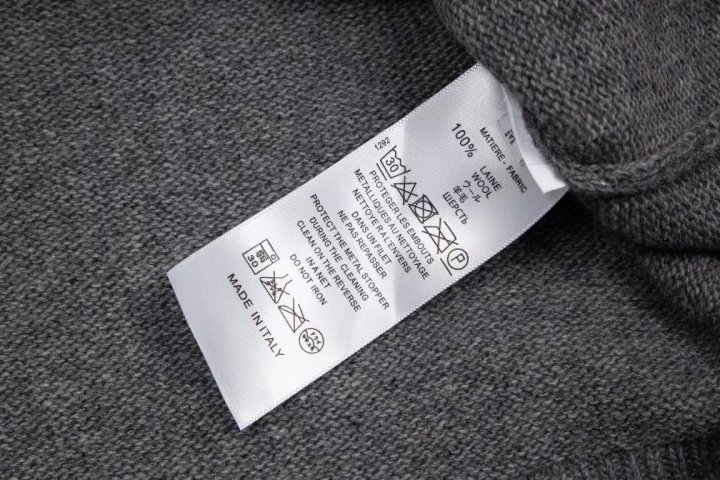 MATIERE- FABRIC
100%
LAINE
WOOL
ウール
羊毛
ШЕРСТЬ
1292
30
P
PROTEGER LES EMBOUTS
METALLIQUES AU NETTOYAGE
NETTOYER A L'ENVERS
DANS UN FILET
NE PAS REPASSER
PROTECT THE METAL STOPPER
DURING THE CLEANING
CLEAN ON THE REVERSE
IN A NET
DO NOT IRON
30
MADE IN ITALY